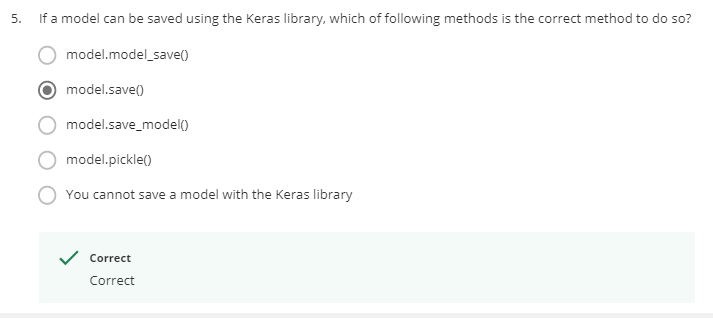 5. If a model can be saved using the Keras library, which of following methods is the correct method to do so?
model.model_save()
model.save()
model.save_model()
model.pickle()
You cannot save a model with the Keras library
Correct
Correct